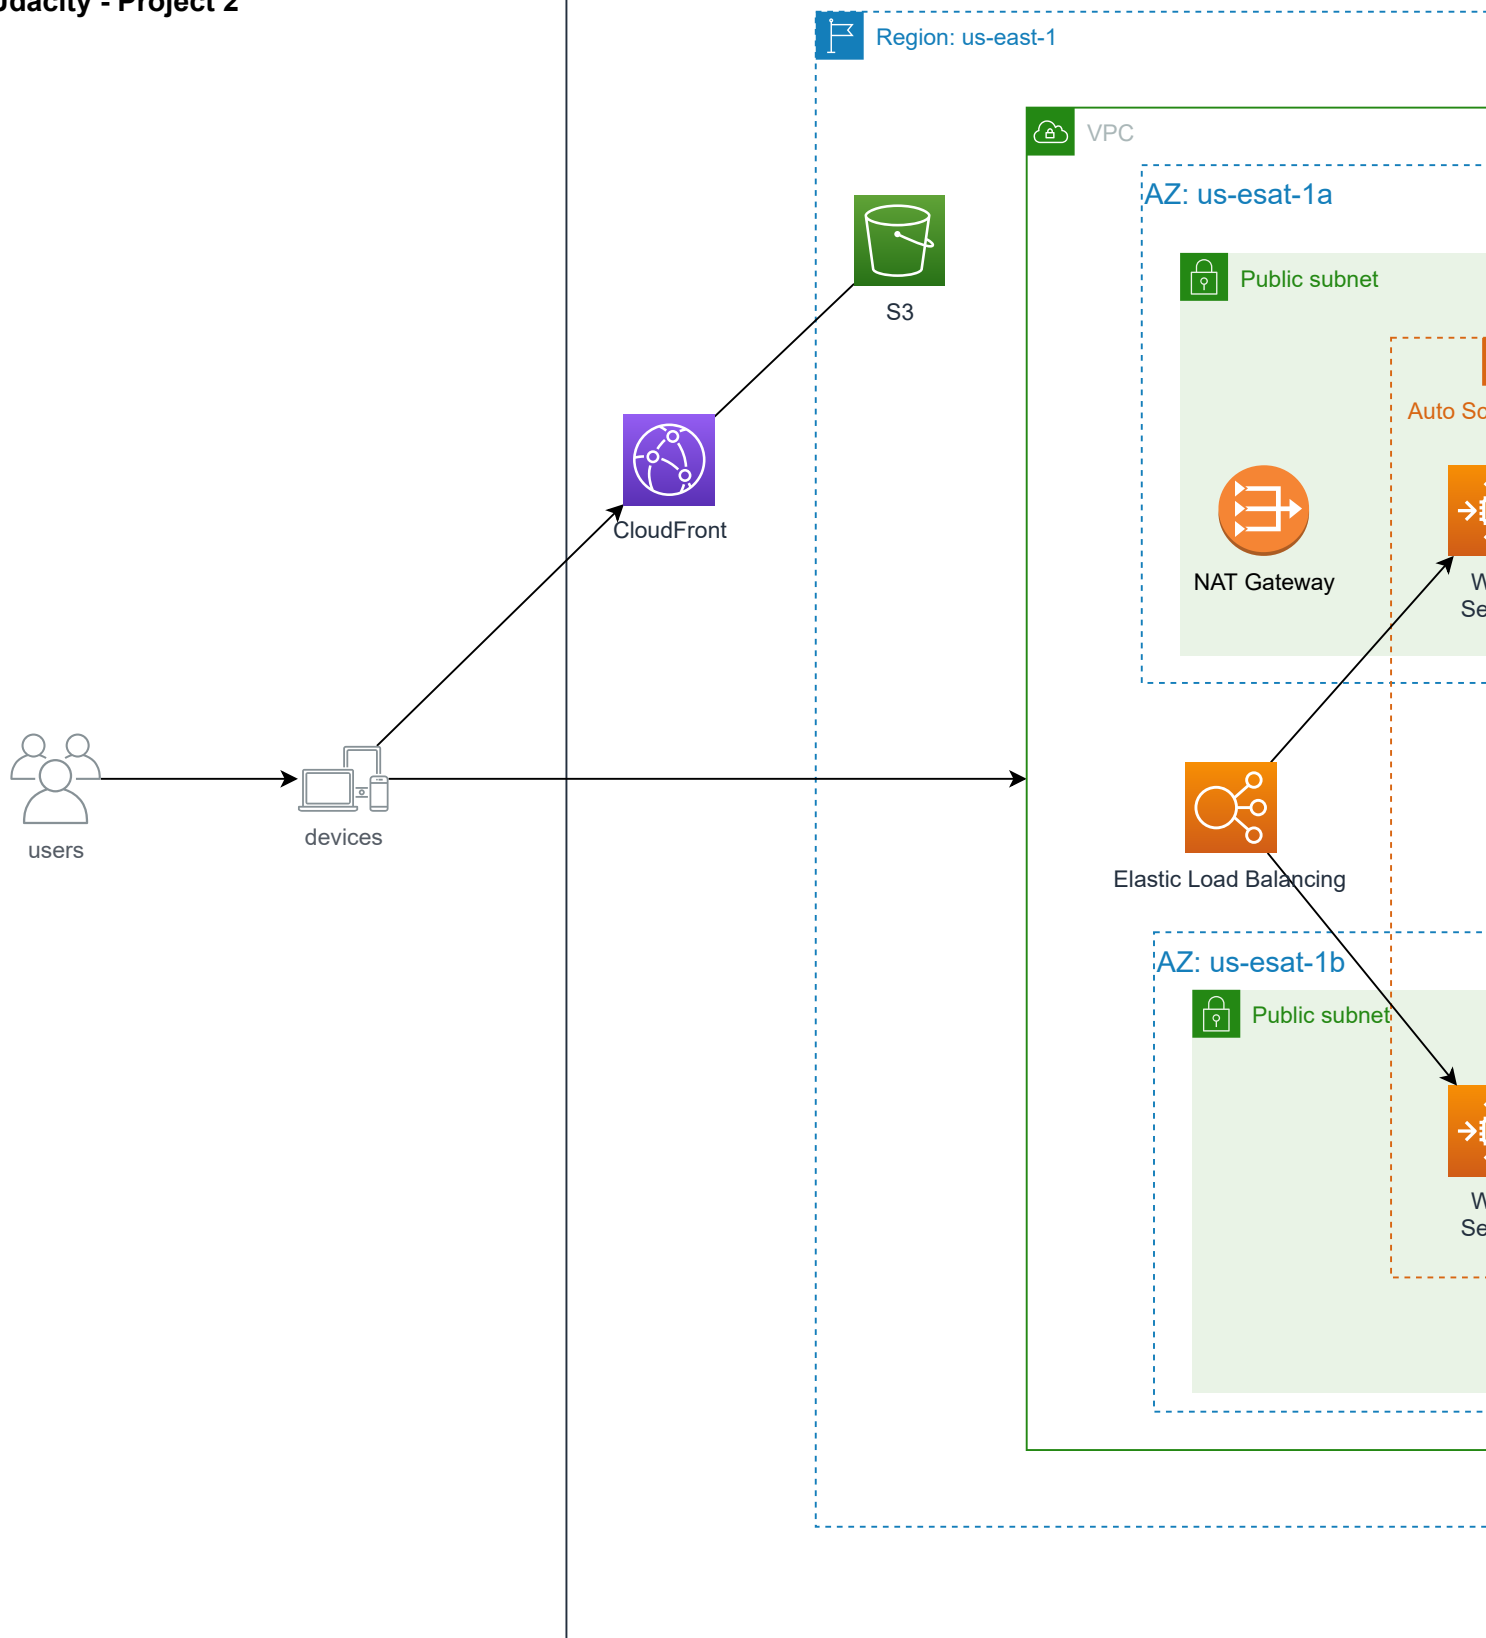 Udacity - Project 2
Region: us-east-1
VPC
AZ: us-esat-1a
Public subnet
S3
Auto
CloudFront
NAT Gateway
users
devices
Elastic Load Balancing
AZ: us-esat-1b
Public subnet